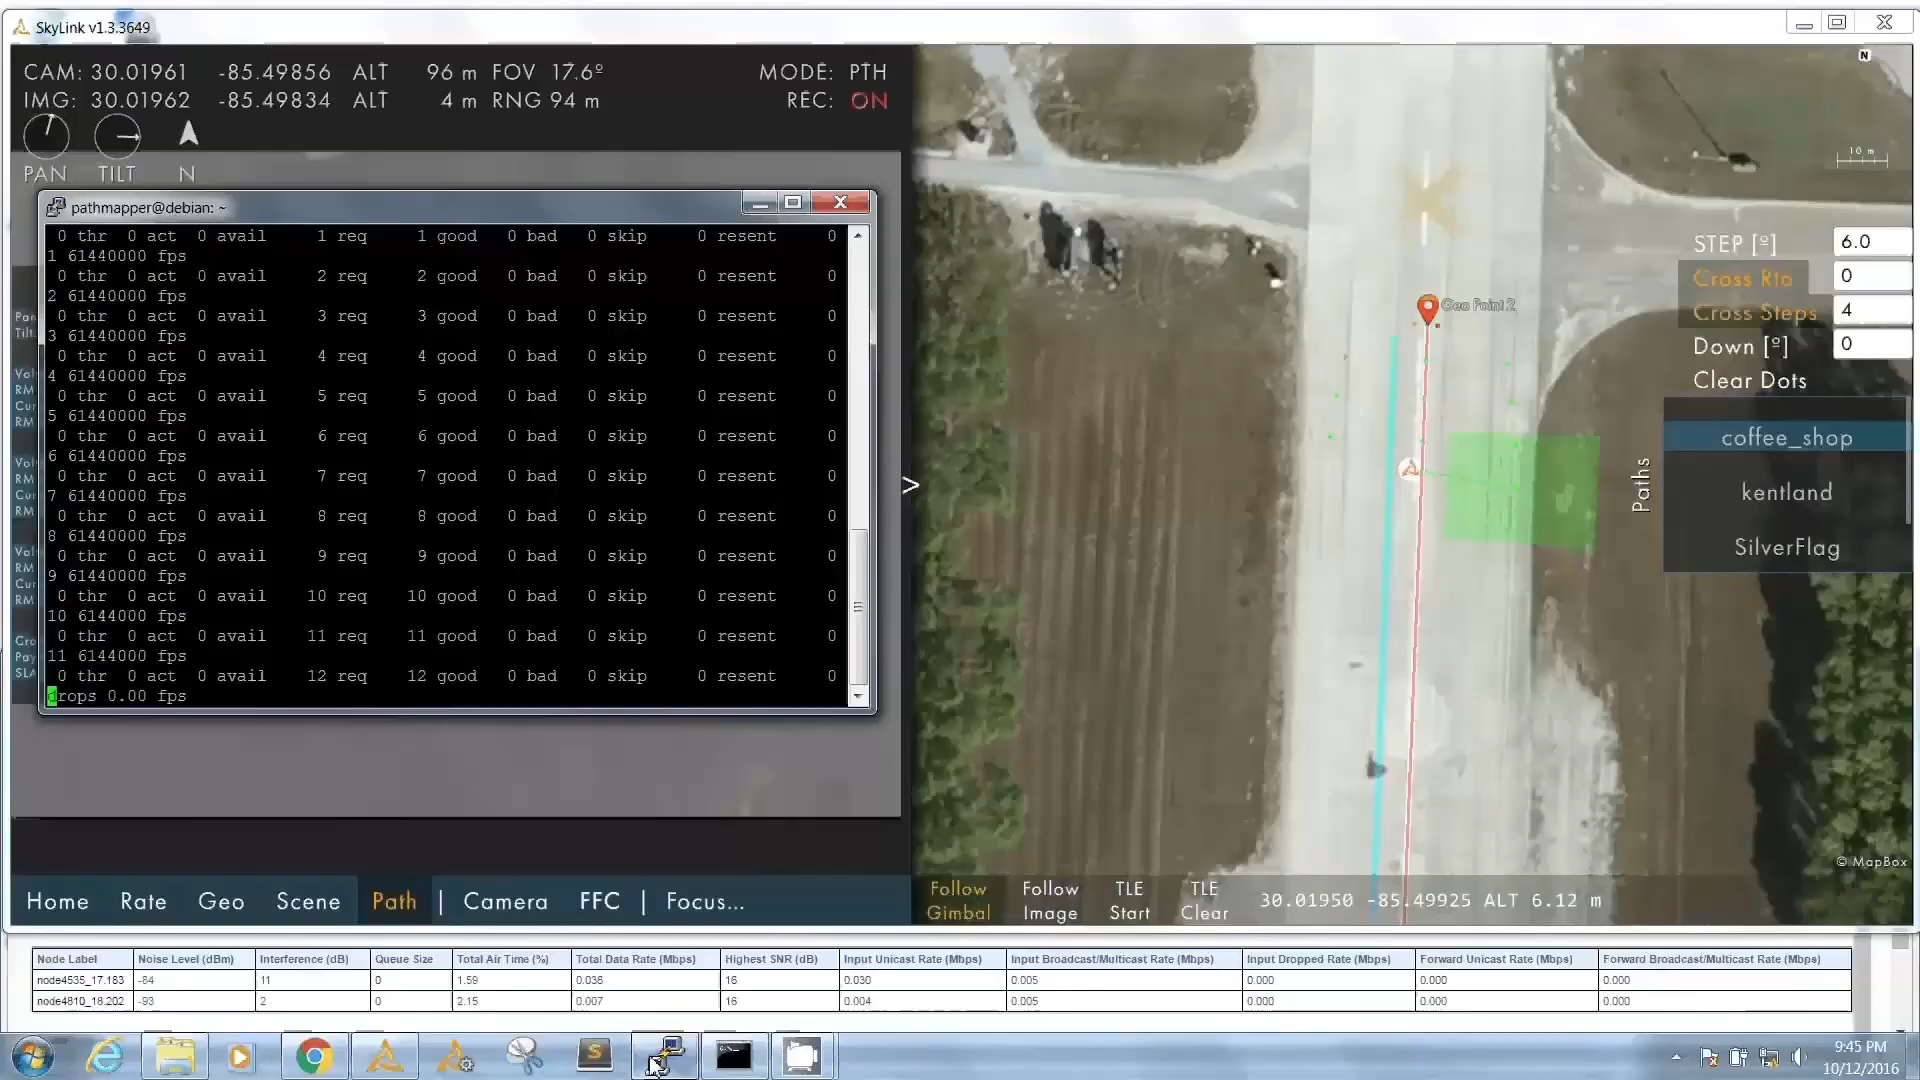 SkyLink v1.3.3649
CAM: 30.01961 -85.49856 ALT 96 m FOV 17.6º MODE: PTH
IMG: 30.01962 -85.49834 ALT 4 m RNG 94 m REC: ON
PAN TILT N
pathmapper@debian: ~
0 thr 0 act 0 avail 1 req 1 good 0 bad 0 skip 0 resent 0
1 61440000 fps
0 thr 0 act 0 avail 2 req 2 good 0 bad 0 skip 0 resent 0
2 61440000 fps
0 thr 0 act 0 avail 3 req 3 good 0 bad 0 skip 0 resent 0
3 61440000 fps
0 thr 0 act 0 avail 4 req 4 good 0 bad 0 skip 0 resent 0
4 61440000 fps
0 thr 0 act 0 avail 5 req 5 good 0 bad 0 skip 0 resent 0
5 61440000 fps
0 thr 0 act 0 avail 6 req 6 good 0 bad 0 skip 0 resent 0
6 61440000 fps
0 thr 0 act 0 avail 7 req 7 good 0 bad 0 skip 0 resent 0
7 61440000 fps
0 thr 0 act 0 avail 8 req 8 good 0 bad 0 skip 0 resent 0
8 61440000 fps
0 thr 0 act 0 avail 9 req 9 good 0 bad 0 skip 0 resent 0
9 61440000 fps
0 thr 0 act 0 avail 10 req 10 good 0 bad 0 skip 0 resent 0
10 6144000 fps
0 thr 0 act 0 avail 11 req 11 good 0 bad 0 skip 0 resent 0
11 6144000 fps
0 thr 0 act 0 avail 12 req 12 good 0 bad 0 skip 0 resent 0
drops 0.00 fps
>
N
10 m
Geo Point 2
STEP [º] 6.0
Cross Rto 0
Cross Steps 4
Down [º] 0
Clear Dots
Paths
coffee_shop
kentland
SilverFlag
© MapBox
Home Rate Geo Scene Path | Camera FFC | Focus...
Follow Gimbal
Follow Image
TLE Start
TLE Clear
30.01950 -85.49925 ALT 6.12 m
Node Label Noise Level (dBm) Interference (dB) Queue Size Total Air Time (%) Total Data Rate (Mbps) Highest SNR (dB) Input Unicast Rate (Mbps) Input Broadcast/Multicast Rate (Mbps) Input Dropped Rate (Mbps) Forward Unicast Rate (Mbps) Forward Broadcast/Multicast Rate (Mbps)
node4535_17.183 -84 11 0 1.59 0.036 16 0.030 0.005 0.000 0.000 0.000
node4810_18.202 -93 2 0 2.15 0.007 16 0.004 0.005 0.000 0.000 0.000
9:45 PM
10/12/2016